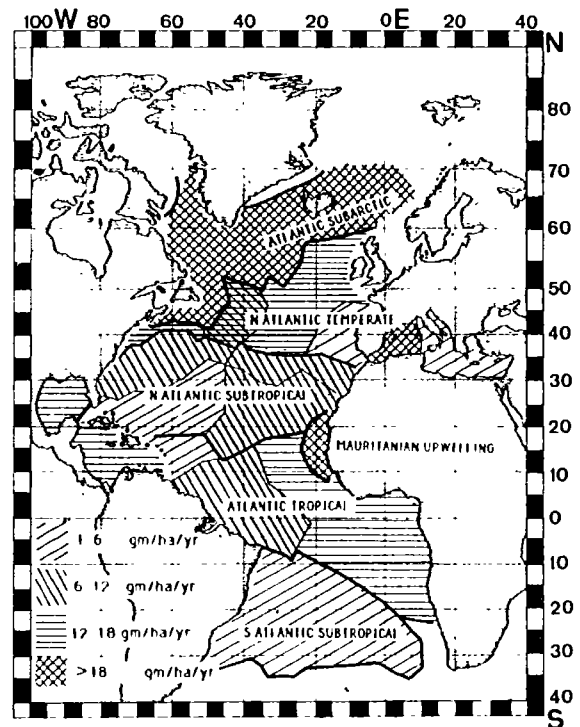 100 W 80 60 40 20 0 E 20 40
N
80
70
60
50
40
30
20
10
0
10
20
30
40
S
ATLANTIC SUBARCTIC
N ATLANTIC TEMPERATE
N ATLANTIC SUBTROPICAL
MAURITANIAN UPWELLING
ATLANTIC TROPICAL
S ATLANTIC SUBTROPICAL
1 6 gm/ha/yr
6 12 gm/ha/yr
12 18 gm/ha/yr
>18 gm/ha/yr